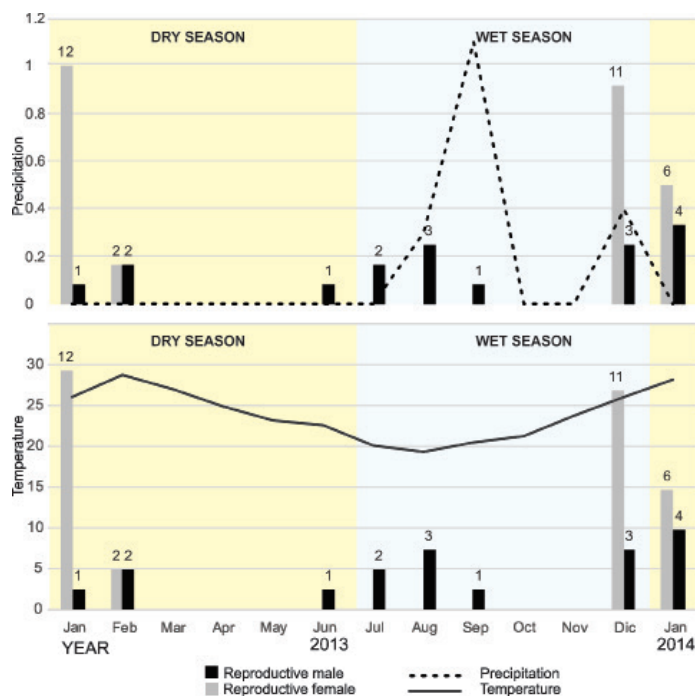 1.2
DRY SEASON WET SEASON
12
1
11
1
0.8
Precipitation
0.6
6
0.4
4
3 3
0.2
2 2 2
1 1 1
0
DRY SEASON WET SEASON
12
30
11
25
20
Temperature
15
6
10
4
3 3
5
2 2 2
1 1 1
0
Jan Feb Mar Apr May Jun Jul Aug Sep Oct Nov Dic Jan
YEAR 2013 2014
Reproductive male Precipitation
Reproductive female Temperature